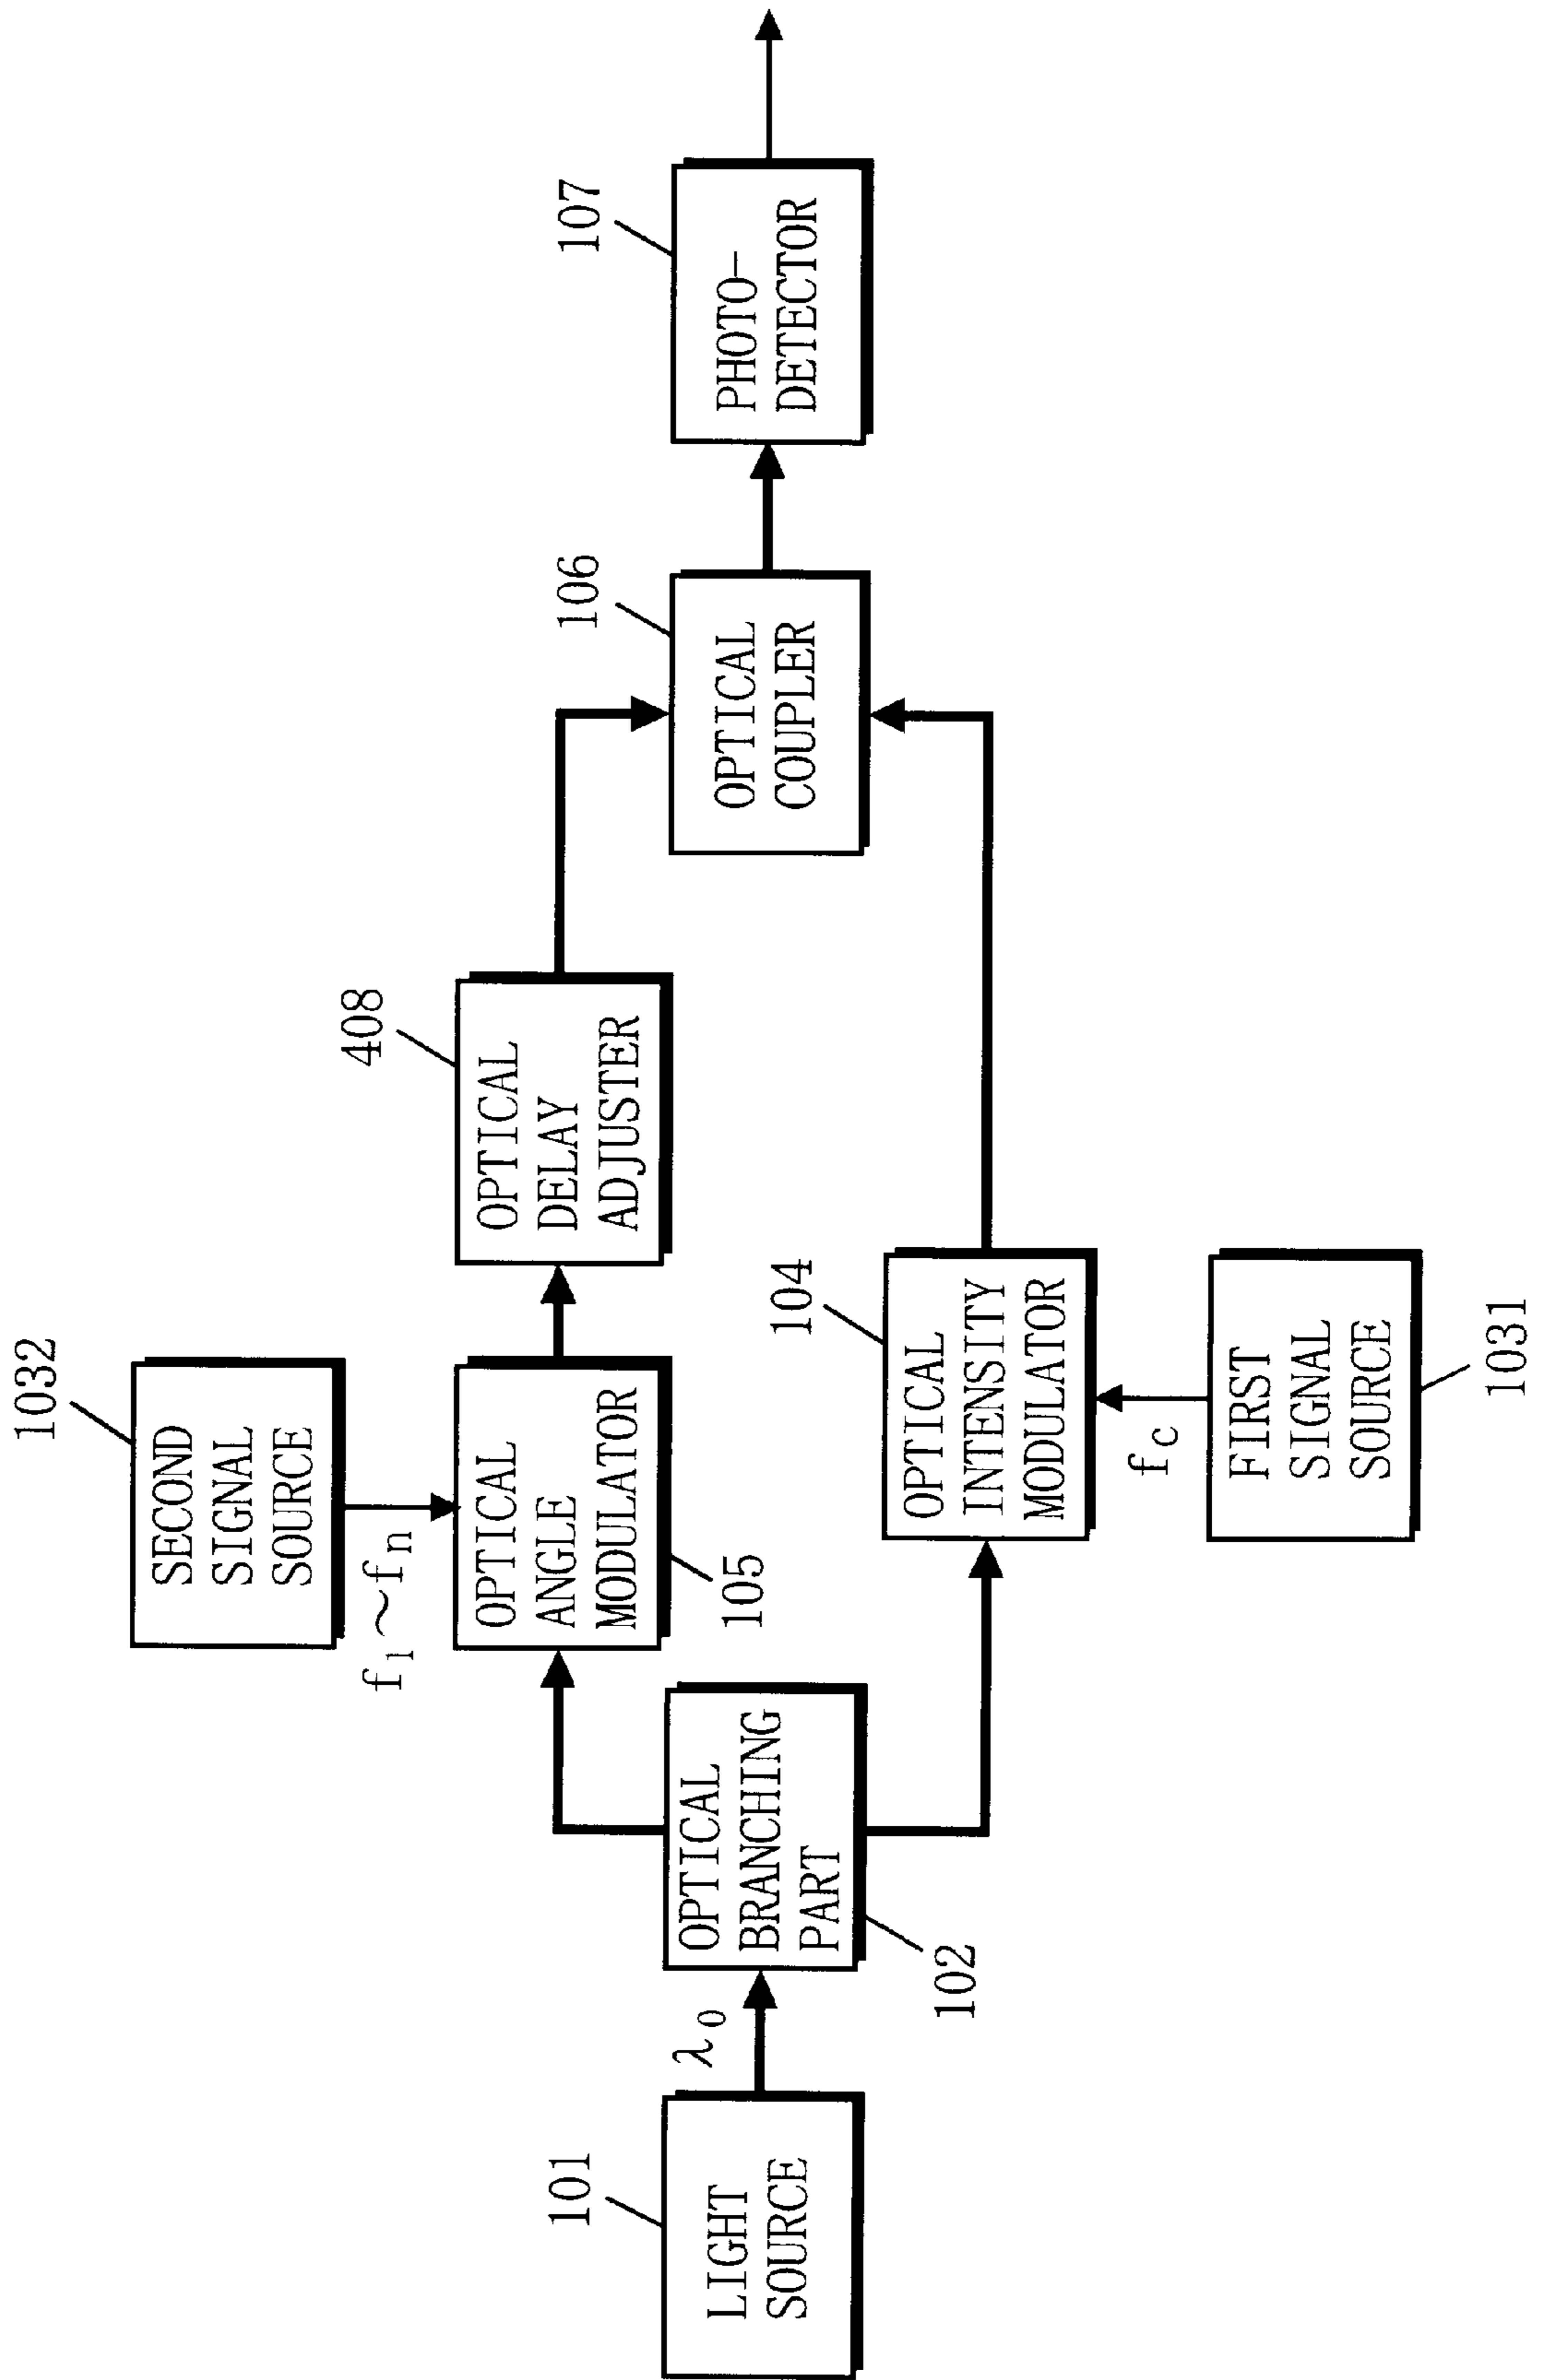 1032
SECOND
SIGNAL
SOURCE
f1~fn
408
OPTICAL
DELAY
ADJUSTER
OPTICAL
ANGLE
MODULATOR
105
101
LIGHT
SOURCE
λ0
OPTICAL
BRANCHING
PART
102
106
OPTICAL
COUPLER
107
PHOTO-
DETECTOR
104
OPTICAL
INTENSITY
MODULATOR
fC
FIRST
SIGNAL
SOURCE
1031